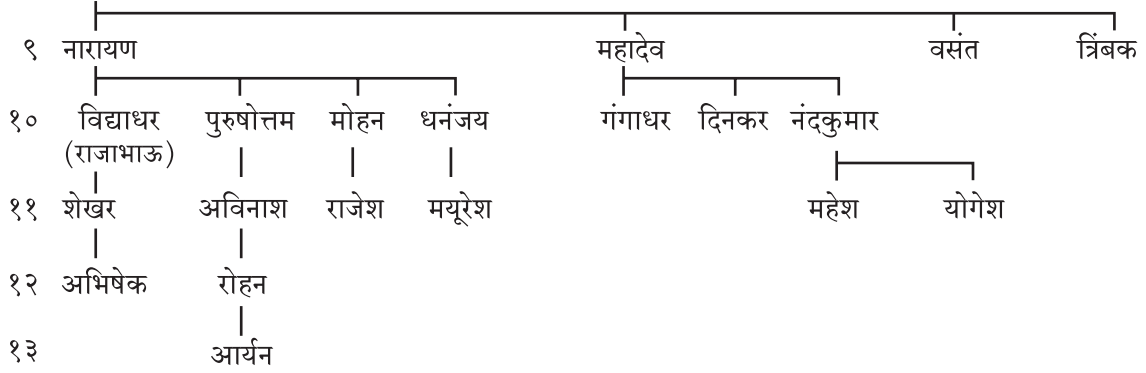 ९ नारायण महादेव वसंत त्रिंबक
१० विद्याधर पुरुषोत्तम मोहन धनंजय गंगाधर दिनकर नंदकुमार
(राजाभाऊ)
११ शेखर अविनाश राजेश मयूरेश महेश योगेश
१२ अभिषेक रोहन
१३ आर्यन